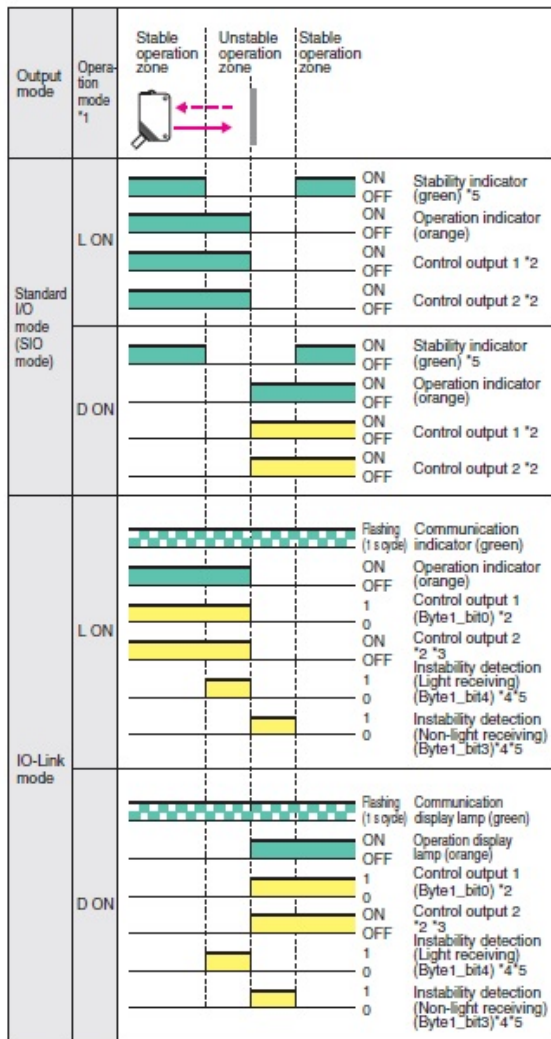 Output mode
Opera-tion mode *1
Stable operation zone
Unstable operation zone
Stable operation zone
Standard I/O mode (SIO mode)
L ON
ON
OFF
Stability indicator
(green) *5
ON
OFF
Operation indicator
(orange)
ON
OFF
Control output 1 *2
ON
OFF
Control output 2 *2
D ON
ON
OFF
Stability indicator
(green) *5
ON
OFF
Operation indicator
(orange)
ON
OFF
Control output 1 *2
ON
OFF
Control output 2 *2
IO-Link mode
L ON
Flashing
(1 s cycle)
Communication
indicator (green)
ON
OFF
Operation indicator
(orange)
1
0
Control output 1
(Byte1_bit0) *2
ON
OFF
Control output 2
*2 *3
1
0
Instability detection
(Light receiving)
(Byte1_bit4) *4*5
1
0
Instability detection
(Non-light receiving)
(Byte1_bit3)*4*5
D ON
Flashing
(1 s cycle)
Communication
display lamp (green)
ON
OFF
Operation display
lamp (orange)
1
0
Control output 1
(Byte1_bit0) *2
ON
OFF
Control output 2
*2 *3
1
0
Instability detection
(Light receiving)
(Byte1_bit4) *4*5
1
0
Instability detection
(Non-light receiving)
(Byte1_bit3)*4*5